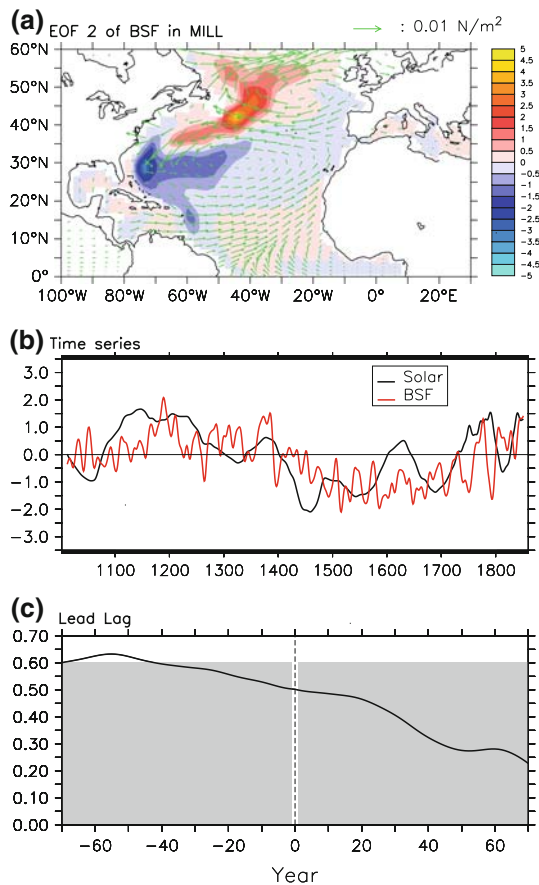 (a) EOF 2 of BSF in MILL : 0.01 N/m²
60°N
50°N
40°N
30°N
20°N
10°N
0°
100°W 80°W 60°W 40°W 20°W 0° 20°E
5
4.5
4
3.5
3
2.5
2
1.5
1
0.5
0
-0.5
-1
-1.5
-2
-2.5
-3
-3.5
-4
-4.5
-5
(b) Time series
Solar
BSF
3.0
2.0
1.0
0.0
-1.0
-2.0
-3.0
1100 1200 1300 1400 1500 1600 1700 1800
(c) Lead Lag
0.70
0.60
0.50
0.40
0.30
0.20
0.10
0.00
-60 -40 -20 0 20 40 60
Year